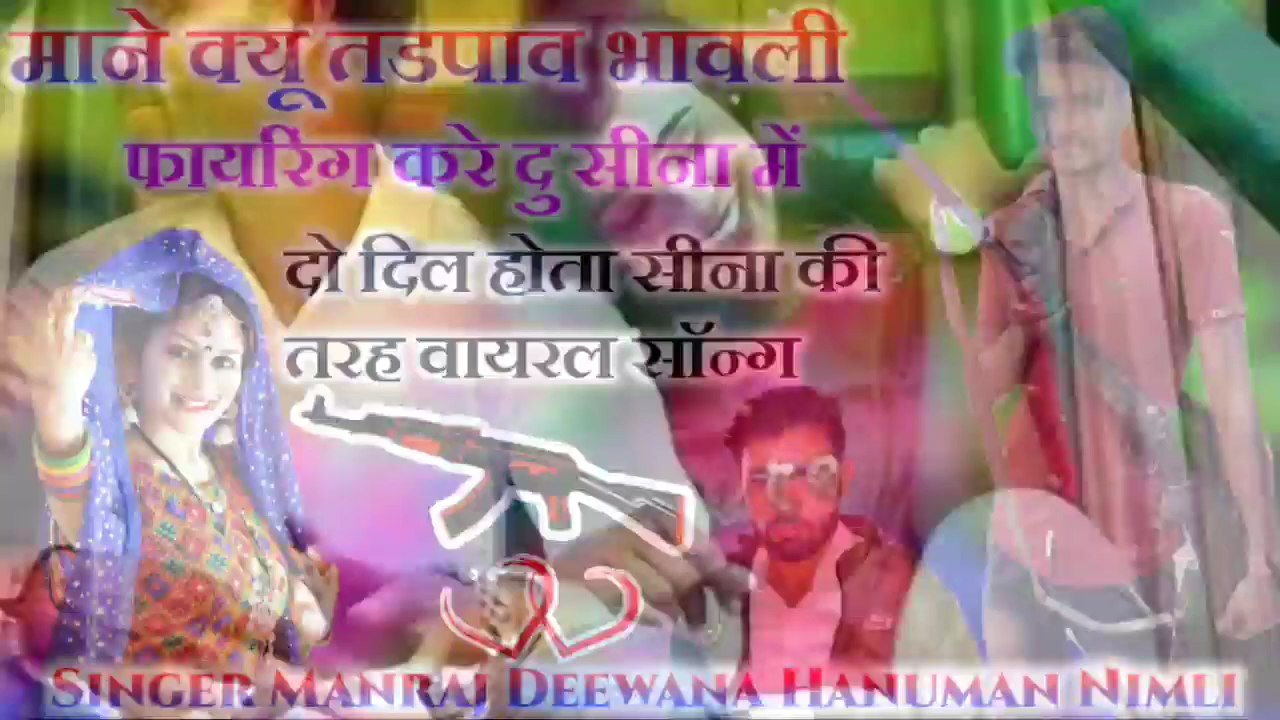 माने क्यू तडपाव भावली
फायरिंग करे दु सीना में
दो दिल होता सीना की
तरह वायरल सॉन्ग
Singer Manraj Deewana Hanuman Nimli